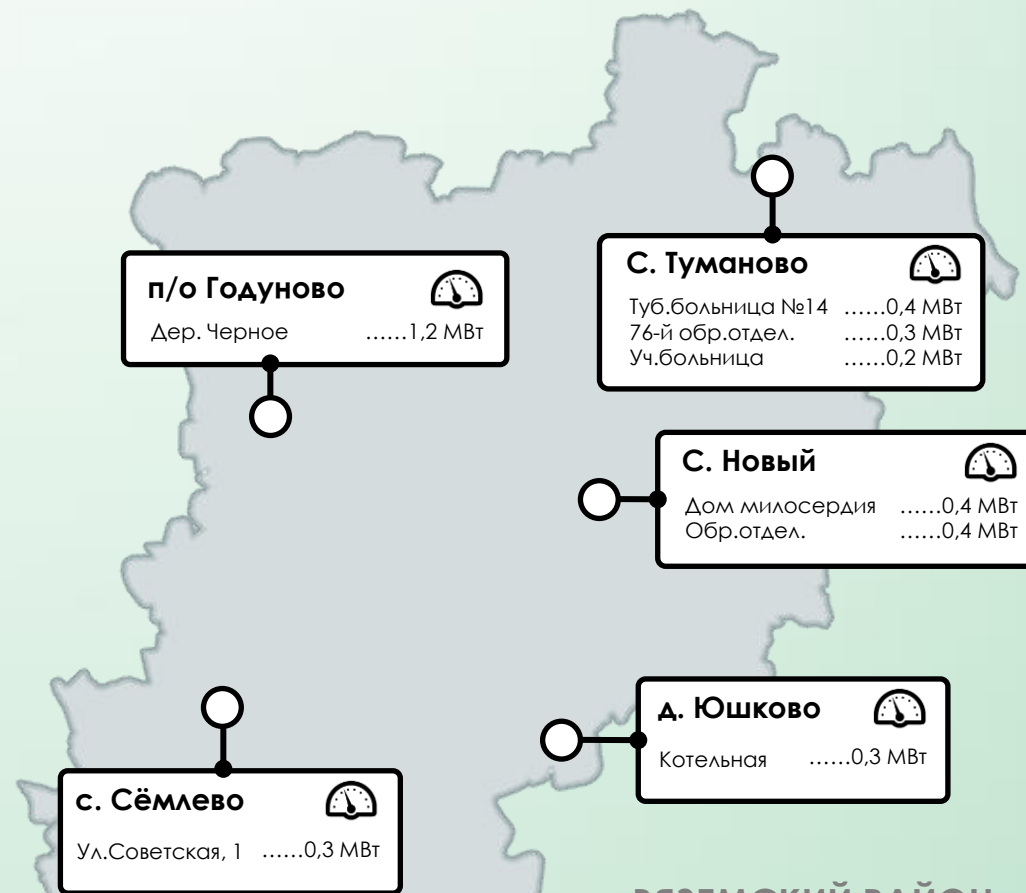 п/о Годуново
Дер. Черное ……1,2 МВт
С. Туманово
Туб.больница №14 ……0,4 МВт
76-й обр.отдел. ……0,3 МВт
Уч.больница ……0,2 МВт
С. Новый
Дом милосердия ……0,4 МВт
Обр.отдел. ……0,4 МВт
д. Юшково
Котельная ……0,3 МВт
с. Сёмлево
Ул.Советская, 1 ……0,3 МВт
ВЯЗЕМСКИЙ РАЙОН